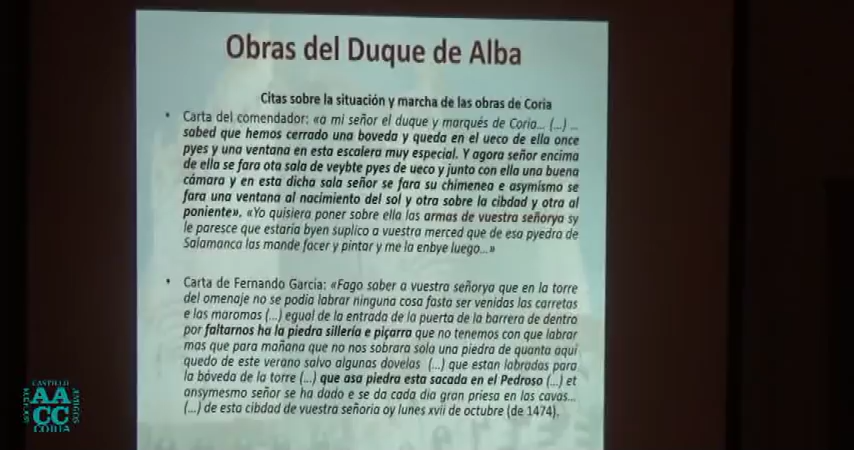 Obras del Duque de Alba
Citas sobre la situación y marcha de las obras de Coria
• Carta del comendador: «a mi señor el duque y marqués de Coria... (...) ...
sabed que hemos cerrado una boveda y queda en el ueco de ella once
pyes y una ventana en esta escalera muy especial. Y agora señor encima
de ella se fara ota sala de veybte pyes de ueco y junto con ella una buena
cámara y en esta dicha sala señor se fara su chimenea e asymismo se
fara una ventana al nacimiento del sol y otra sobre la cibdad y otra al
poniente». «Yo quisiera poner sobre ella las armas de vuestra señorya sy
le paresce que estaria byen suplico a vuestra merced que de esa pyedra de
Salamanca las mande facer y pintar y me la enbye luego...»
• Carta de Fernando Garcia: «Fago saber a vuestra señorya que en la torre
del omenaje no se podia labrar ninguna cosa fasta ser venidas las carretas
e las maromas (...) egual de la entrada de la puerta de la barrera de dentro
por faltarnos ha la piedra sillería e piçarra que no tenemos con que labrar
mas que para mañana que no nos sobrara sola una piedra de quanta aqui
quedo de este verano salvo algunas dovelas (...) que estan labradas para
la bóveda de la torre (...) que asa piedra esta sacada en el Pedroso (...) et
ansymesmo señor se ha dado e se da cada dia gran priesa en las cavas...
(...) de esta cibdad de vuestra señoria oy lunes xvii de octubre (de 1474).
CASTILLO
AA
CC
AMIGOS
CORIA